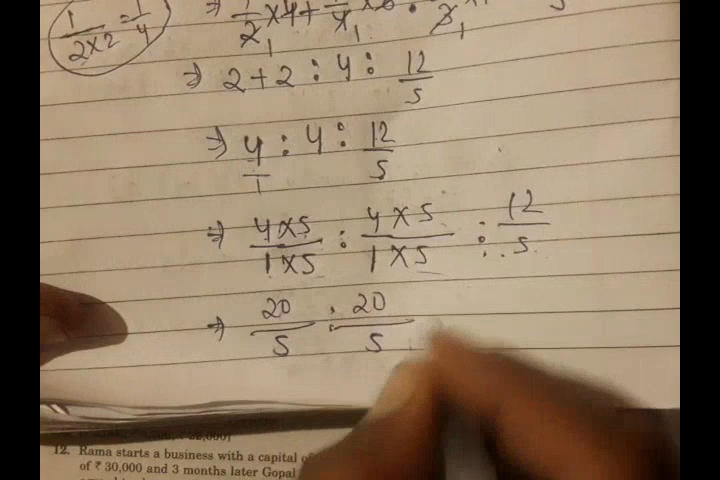 1/2×2 = 1/4
⇒ 2+2 : 4 : 12/5
⇒ 4/1 : 4 : 12/5
⇒ 4×5/1×5 : 4×5/1×5 : 12/5
⇒ 20/5 : 20/5
12. Rama starts a business with a capital
of ₹ 30,000 and 3 months later Gopal